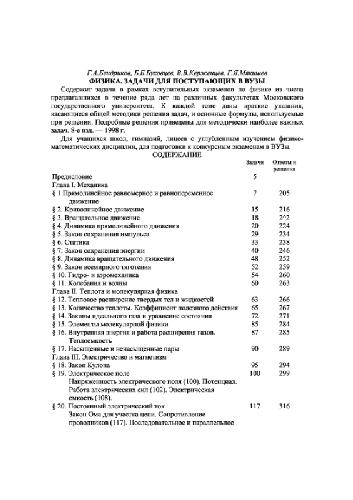 Г.А.Бендриков, Б.Б.Буховцев, В.В.Керженцев, Г.Я.Мякишев
ФИЗИКА. ЗАДАЧИ ДЛЯ ПОСТУПАЮЩИХ В ВУЗЫ
Содержит задачи в рамках вступительных экзаменов по физике из числа
предлагавшихся в течение ряда лет на различных факультетах Московского
государственного университета. К каждой теме даны краткие указания,
касающиеся общей методики решения задач, и основные формулы, используемые
при решении. Подробные решения приведены для методически наиболее важных
задач. 8-е изд. — 1998 г.
Для учащихся школ, гимназий, лицеев с углубленным изучением физико-
математических дисциплин, для подготовки к конкурсным экзаменам в ВУЗы.
СОДЕРЖАНИЕ
Задачи Ответы и
решения
Предисловие 5
Глава I. Механика
§ 1 Прямолинейное равномерное и равнопеременное 7 205
движение
§ 2. Криволинейное движение 15 216
§ 3. Вращательное движение 18 242
§ 4. Динамика прямолинейного движения 20 224
§ 5. Закон сохранения импульса 29 234
§ 6. Статика 33 238
§ 7. Закон сохранения энергии 40 246
§ 8. Динамика вращательного движения 48 252
§ 9. Закон всемирного тяготения 52 259
§ 10. Гидро- и аэромеханика 54 260
§ 11. Колебания и волны 60 263
Глава II. Теплота и молекулярная физика
§ 12. Тепловое расширение твердых тел и жидкостей 63 266
§ 13. Количество теплоты. Коэффициент полезного действия 65 267
§ 14. Законы идеального газа и уравнение состояния 72 271
§ 15. Элементы молекулярной физики 85 284
§ 16. Внутренняя энергия и работа расширения газов. 87 285
Теплоемкость
§ 17. Насыщенные и ненасыщенные пары 90 289
Глава III. Электричество и магнетизм
§ 18. Закон Кулона 95 294
§ 19. Электрическое поле 100 299
Напряженность электрического поля (100). Потенциал.
Работа электрических сил (102). Электрическая
емкость (108).
§ 20. Постоянный электрический ток 117 316
Закон Ома для участка цепи. Сопротивление
проводников (117). Последовательное и параллельное